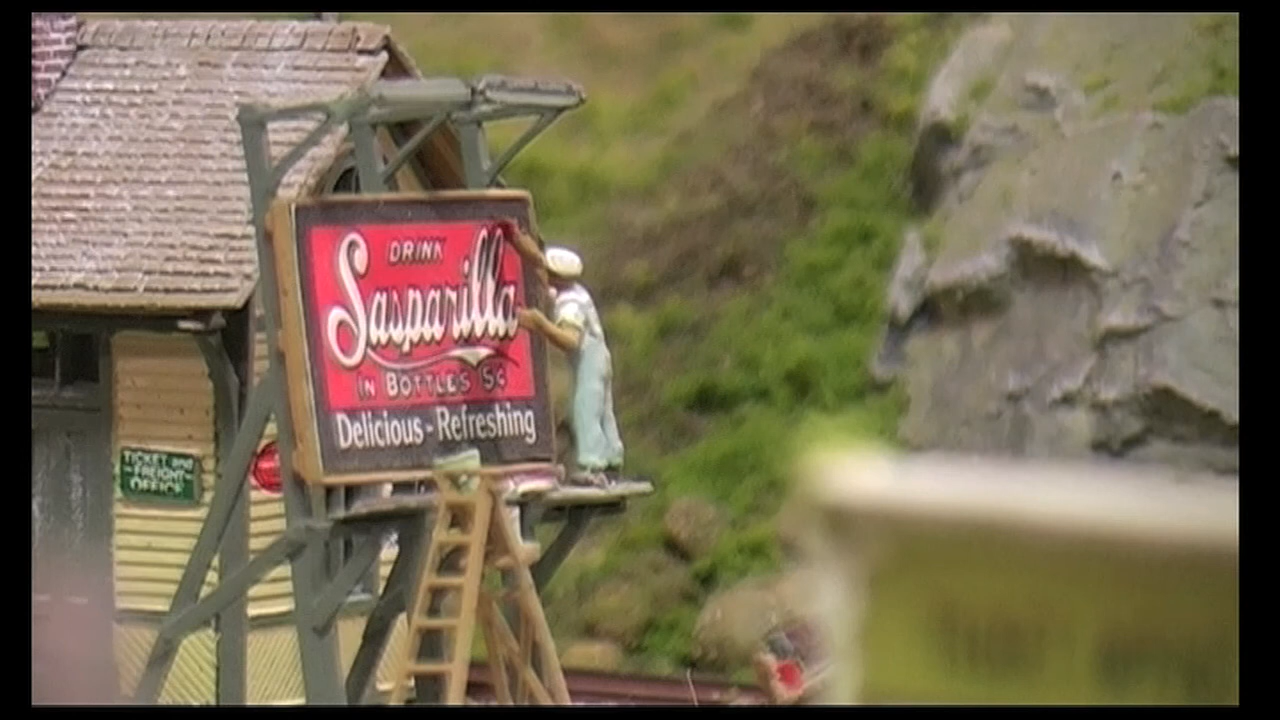 DRINK
Sasparilla
IN BOTTLES 5¢
Delicious - Refreshing
TICKET and
-FREIGHT-
OFFICE